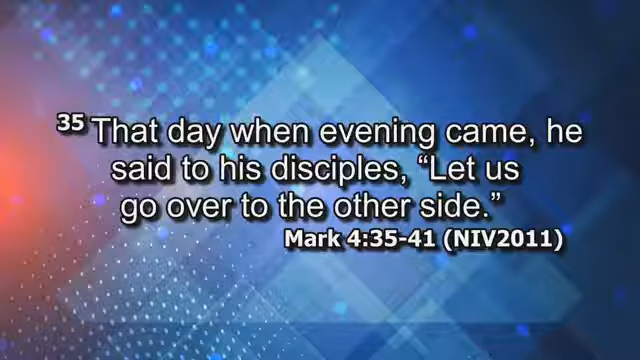 35 That day when evening came, he
said to his disciples, “Let us
go over to the other side.”
Mark 4:35-41 (NIV2011)